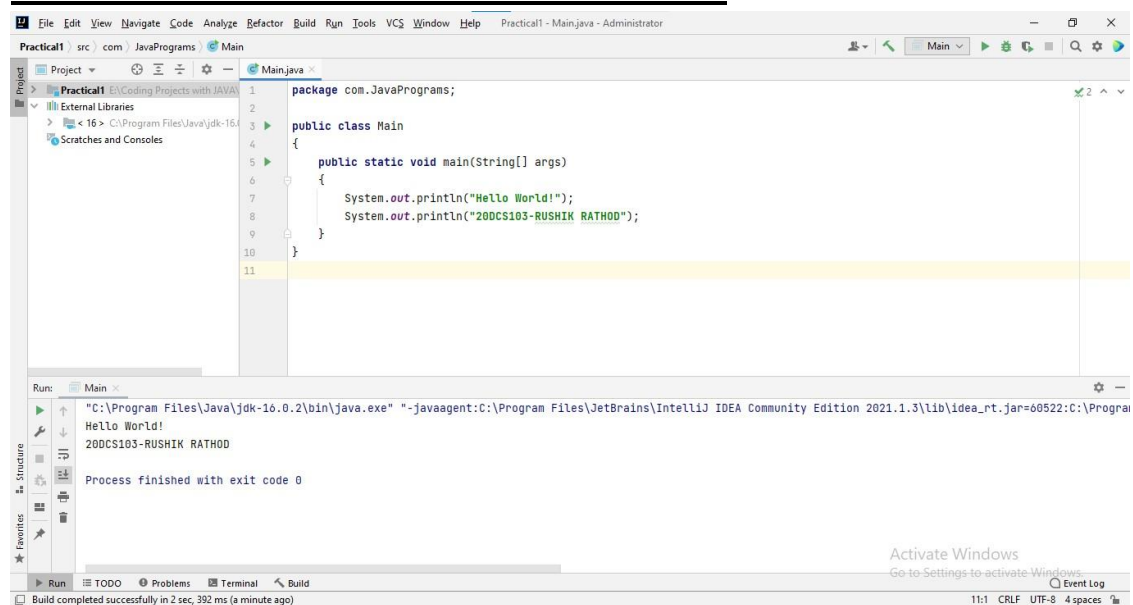 File Edit View Navigate Code Analyze Refactor Build Run Tools VCS Window Help Practical1 - Main.java - Administrator
Practical1 src com JavaPrograms Main Main
Project Main.java
Practical1 E:\Coding Projects with JAVA\
External Libraries
< 16 > C:\Program Files\Java\jdk-16.
Scratches and Consoles
1 package com.JavaPrograms; 2
2
3 public class Main
4 {
5 public static void main(String[] args)
6 {
7 System.out.println("Hello World!");
8 System.out.println("20DCS103-RUSHIK RATHOD");
9 }
10 }
11
Run: Main
"C:\Program Files\Java\jdk-16.0.2\bin\java.exe" "-javaagent:C:\Program Files\JetBrains\IntelliJ IDEA Community Edition 2021.1.3\lib\idea_rt.jar=60522:C:\Program
Hello World!
20DCS103-RUSHIK RATHOD
Process finished with exit code 0
Project
Structure
Favorites
Activate Windows
Go to Settings to activate Windows.
Run TODO Problems Terminal Build Event Log
Build completed successfully in 2 sec, 392 ms (a minute ago) 11:1 CRLF UTF-8 4 spaces